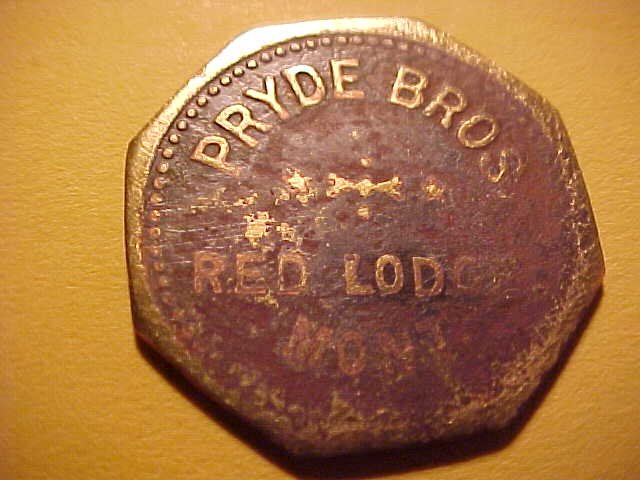 PRYDE BROS
RED LODGE
MONT.